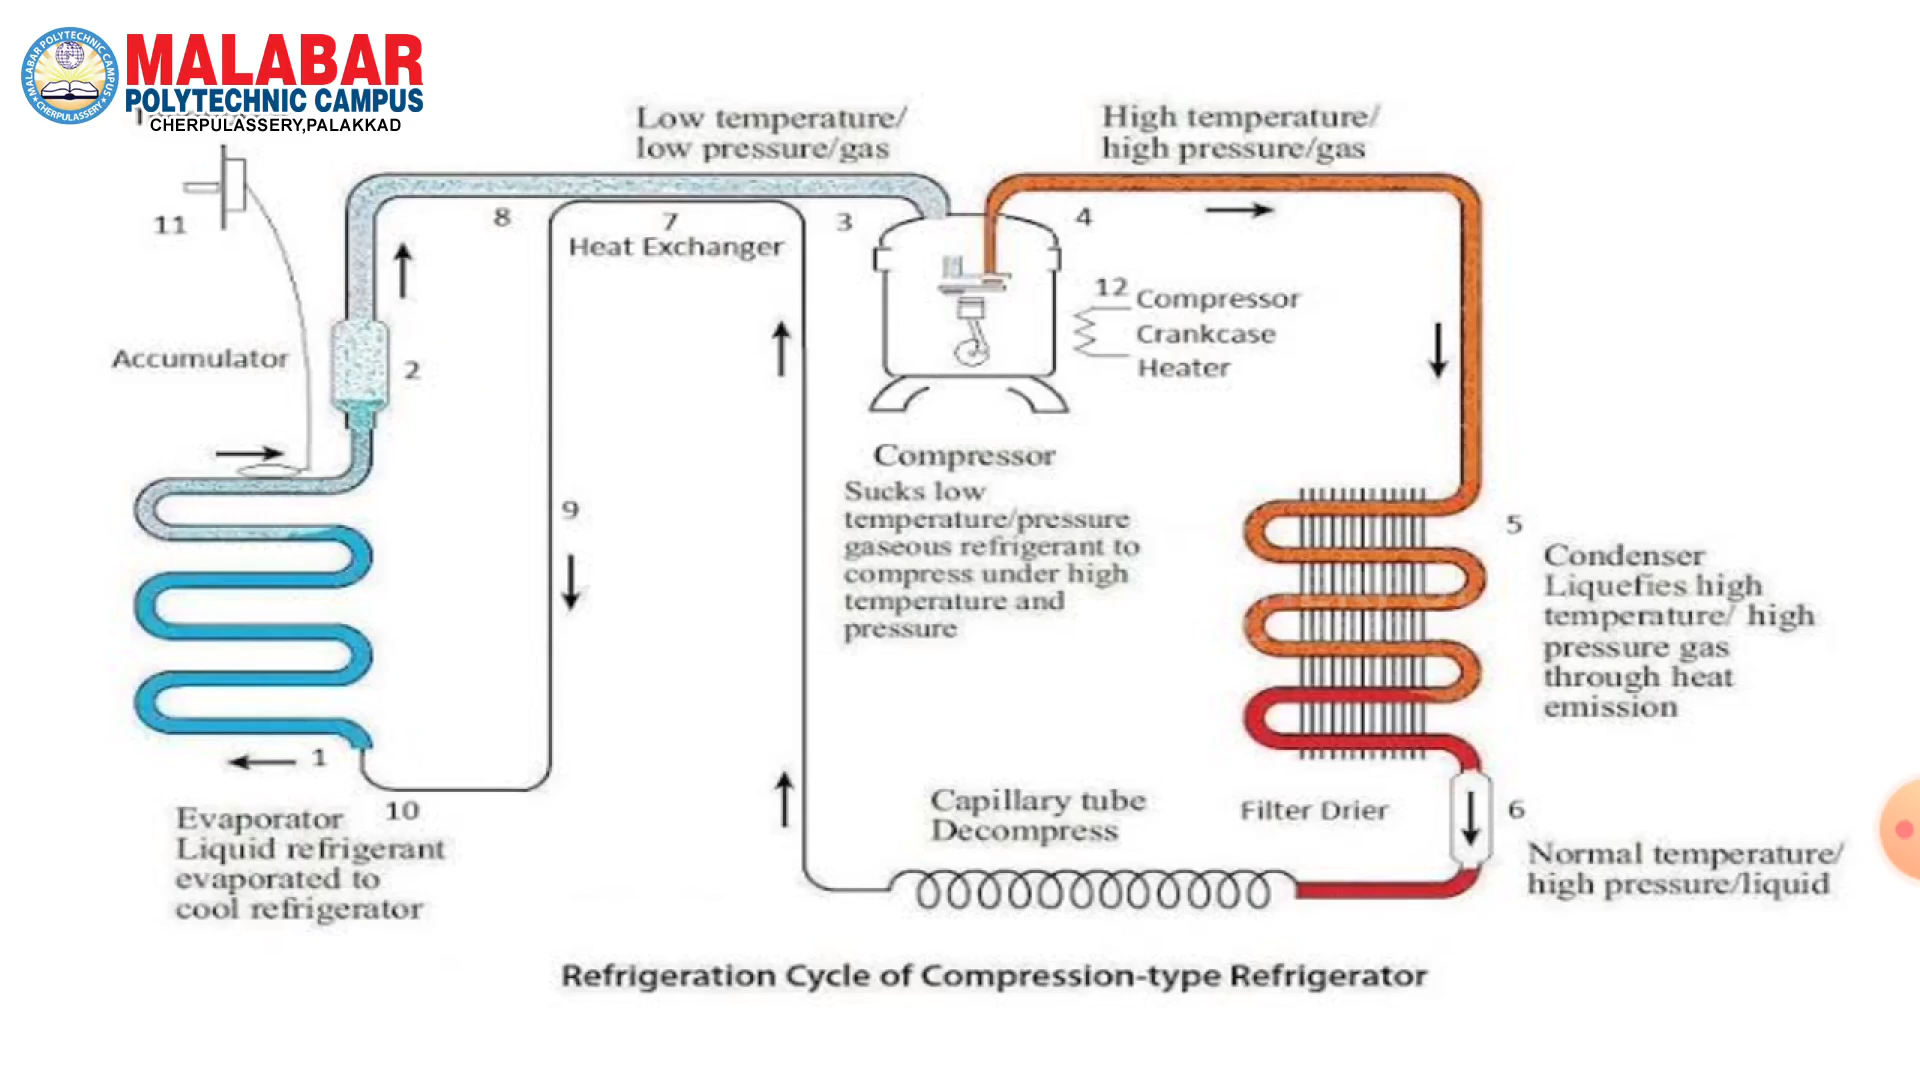 MALABAR POLYTECHNIC CAMPUS
CHERPULASSERY
MALABAR
POLYTECHNIC CAMPUS
CHERPULASSERY,PALAKKAD
Low temperature/
low pressure/gas
High temperature/
high pressure/gas
11
8
7
Heat Exchanger
3
4
12
Compressor
Crankcase
Heater
Accumulator
2
Compressor
Sucks low
temperature/pressure
gaseous refrigerant to
compress under high
temperature and
pressure
9
5
Condenser
Liquefies high
temperature/ high
pressure gas
through heat
emission
1
10
Evaporator
Liquid refrigerant
evaporated to
cool refrigerator
Capillary tube
Decompress
Filter Drier
6
Normal temperature/
high pressure/liquid
Refrigeration Cycle of Compression-type Refrigerator